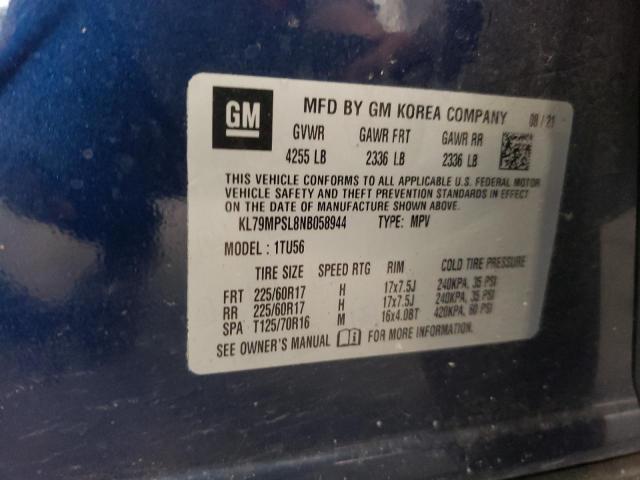 GM
MFD BY GM KOREA COMPANY 08 / 21
GVWR GAWR FRT GAWR RR
4255 LB 2336 LB 2336 LB
THIS VEHICLE CONFORMS TO ALL APPLICABLE U.S. FEDERAL MOTOR
VEHICLE SAFETY AND THEFT PREVENTION STANDARDS IN EFFECT
ON THE DATE OF MANUFACTURE SHOWN ABOVE.
KL79MPSL8NB058944 TYPE: MPV
MODEL : 1TU56
TIRE SIZE SPEED RTG RIM COLD TIRE PRESSURE
FRT 225/60R17 H 17x7.5J 240KPA, 35 PSI
RR 225/60R17 H 17x7.5J 240KPA, 35 PSI
SPA T125/70R16 M 16x4.0BT 420KPA, 60 PSI
SEE OWNER'S MANUAL i FOR MORE INFORMATION.